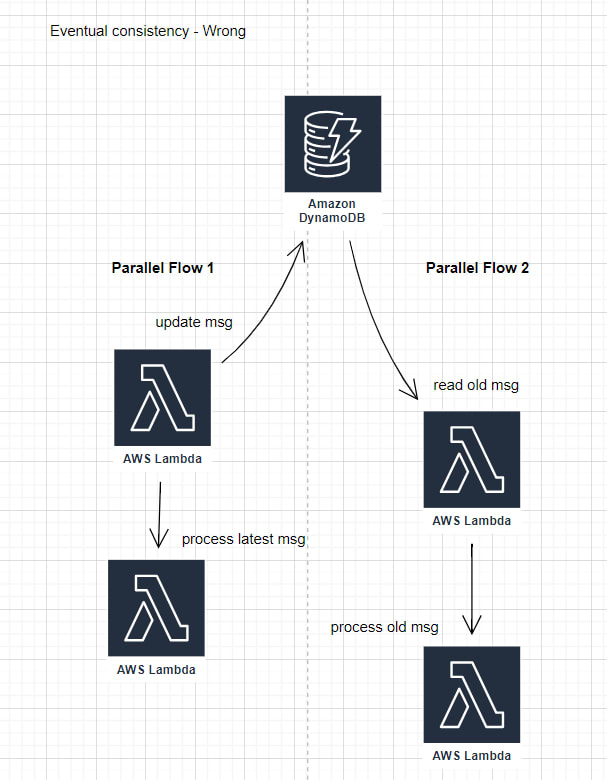 Eventual consistency - Wrong
Amazon
DynamoDB
Parallel Flow 1
Parallel Flow 2
update msg
read old msg
AWS Lambda
AWS Lambda
process latest msg
process old msg
AWS Lambda
AWS Lambda